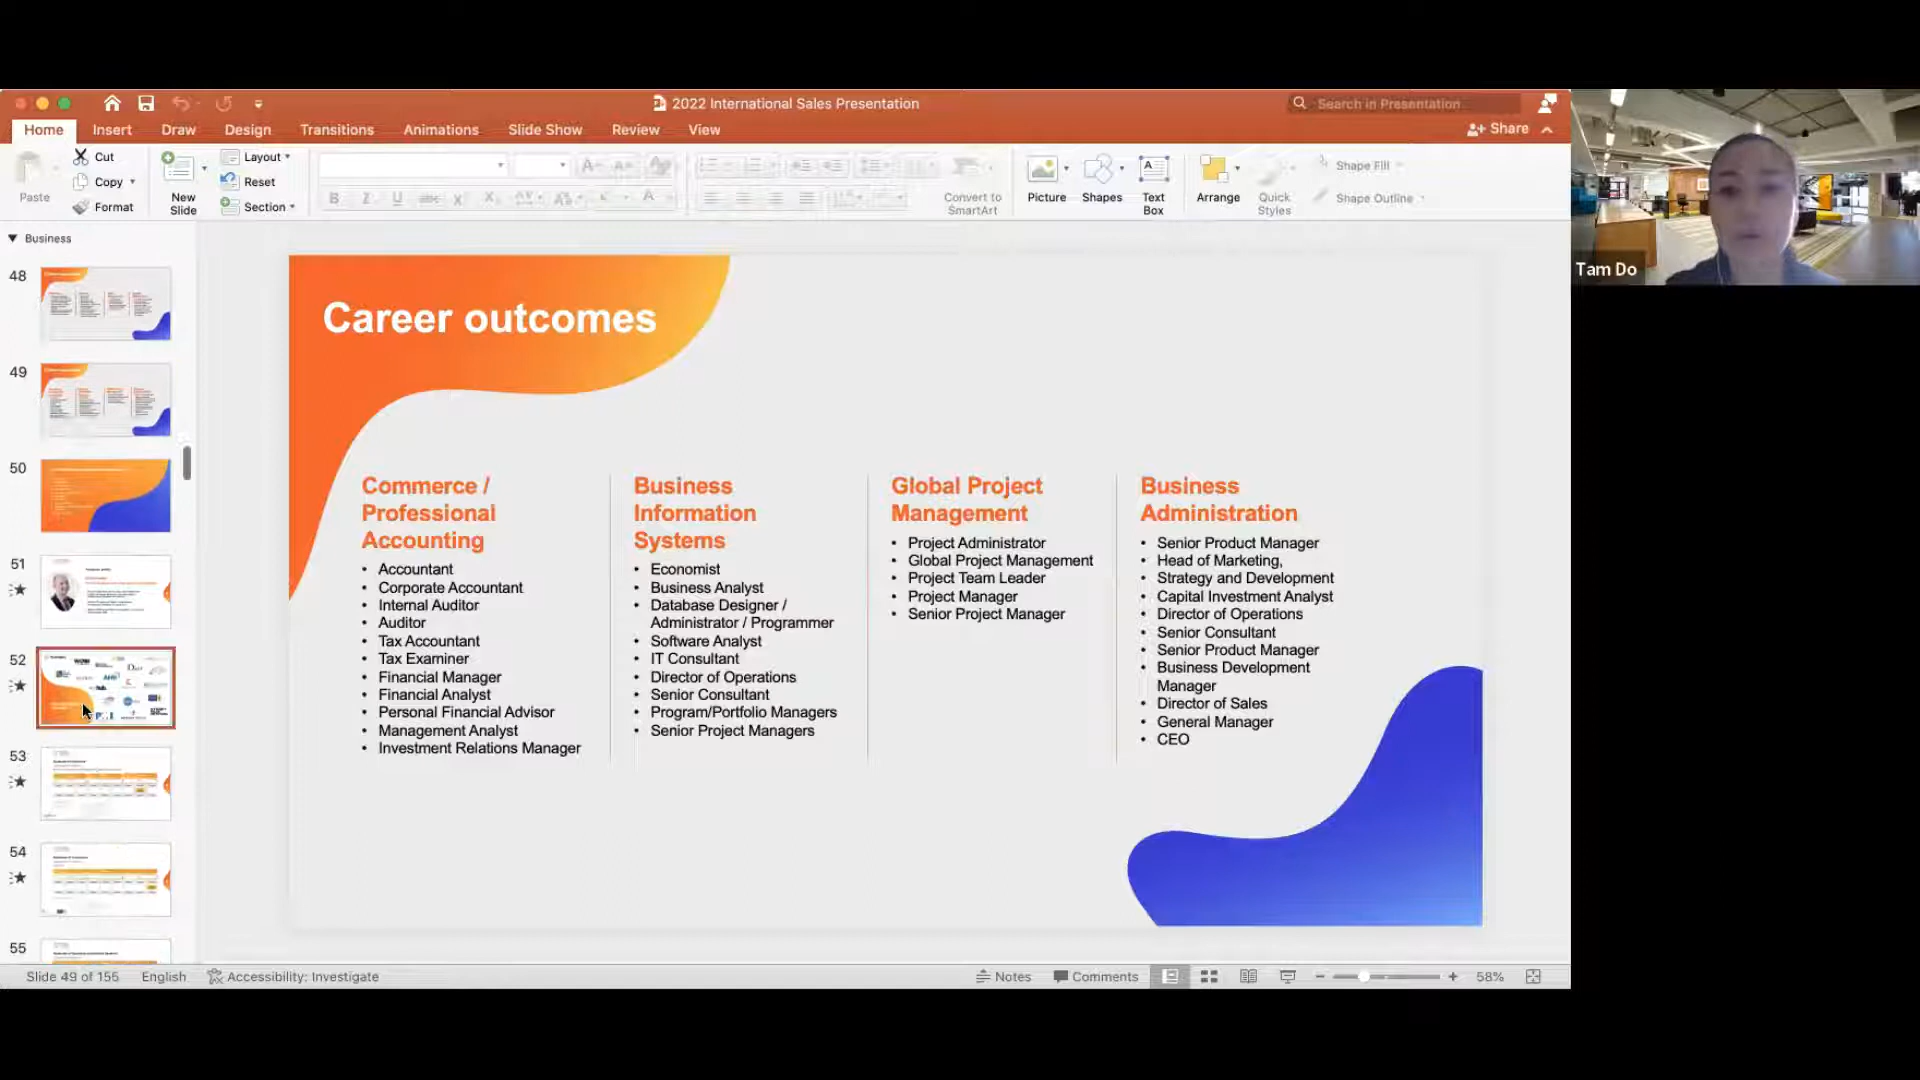 2022 International Sales Presentation
Search in Presentation
Home Insert Draw Design Transitions Animations Slide Show Review View
Share
Paste
Cut
Copy
Format
New Slide
Layout
Reset
Section
Convert to SmartArt
Picture
Shapes
Text Box
Arrange
Quick Styles
Shape Fill
Shape Outline
Tam Do
Business
48
49
50
51
52
53
54
55
Career outcomes
Commerce /
Professional
Accounting
• Accountant
• Corporate Accountant
• Internal Auditor
• Auditor
• Tax Accountant
• Tax Examiner
• Financial Manager
• Financial Analyst
• Personal Financial Advisor
• Management Analyst
• Investment Relations Manager
Business
Information
Systems
• Economist
• Business Analyst
• Database Designer /
Administrator / Programmer
• Software Analyst
• IT Consultant
• Director of Operations
• Senior Consultant
• Program/Portfolio Managers
• Senior Project Managers
Global Project
Management
• Project Administrator
• Global Project Management
• Project Team Leader
• Project Manager
• Senior Project Manager
Business
Administration
• Senior Product Manager
• Head of Marketing,
• Strategy and Development
• Capital Investment Analyst
• Director of Operations
• Senior Consultant
• Senior Product Manager
• Business Development
Manager
• Director of Sales
• General Manager
• CEO
Slide 49 of 155 English Accessibility: Investigate
Notes Comments 58%